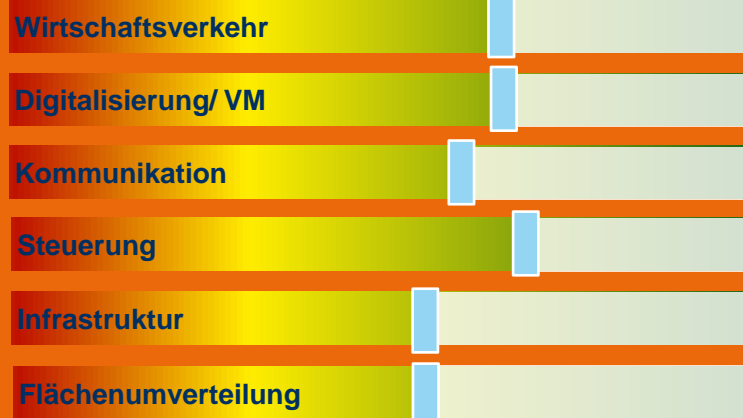 Wirtschaftsverkehr
Digitalisierung/ VM
Kommunikation
Steuerung
Infrastruktur
Flächenumverteilung